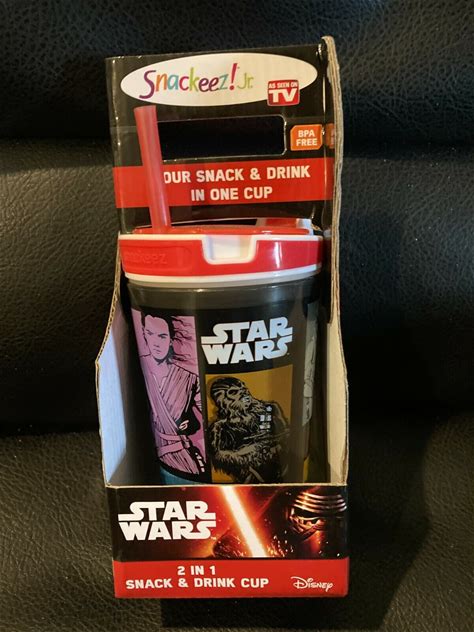 Snackeez! Jr.
AS SEEN ON
TV
BPA
FREE
OUR SNACK & DRINK
IN ONE CUP
snackeez
STAR
WARS
STAR
WARS
2 IN 1
SNACK & DRINK CUP
Disney